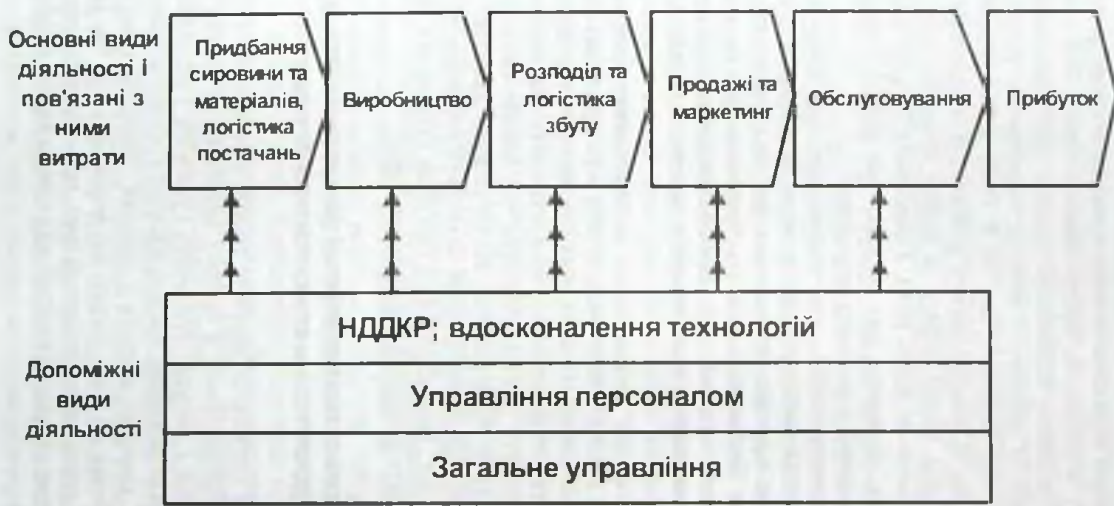 Основні види
діяльності і
пов'язані з
ними
витрати
Придбання
сировини та
матеріалів,
логістика
постачань
Виробництво
Розподіл та
логістика
збуту
Продажі та
маркетинг
Обслуговування
Прибуток
Допоміжні
види
діяльності
НДДКР; вдосконалення технологій
Управління персоналом
Загальне управління